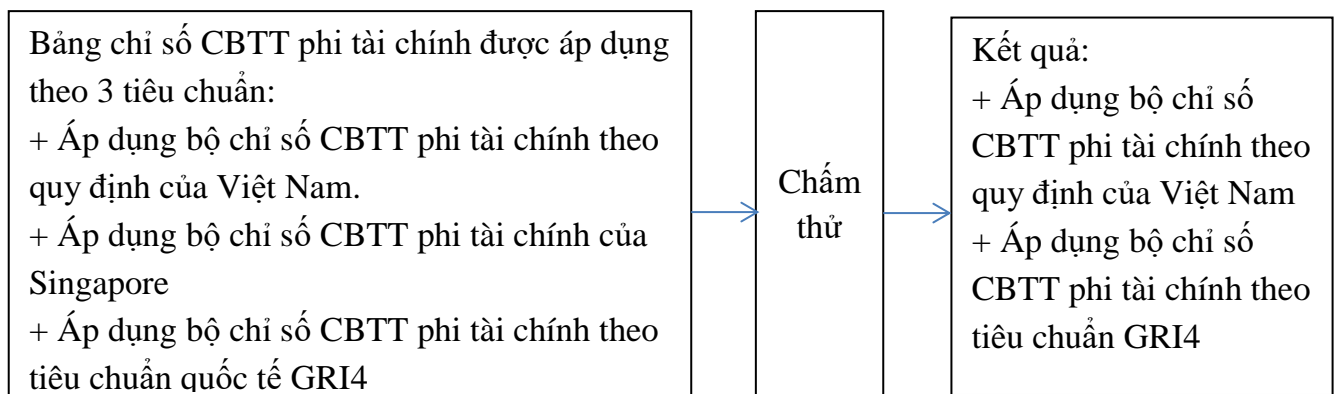 Bảng chỉ số CBTT phi tài chính được áp dụng
theo 3 tiêu chuẩn:
+ Áp dụng bộ chỉ số CBTT phi tài chính theo
quy định của Việt Nam.
+ Áp dụng bộ chỉ số CBTT phi tài chính của
Singapore
+ Áp dụng bộ chỉ số CBTT phi tài chính theo
tiêu chuẩn quốc tế GRI4
Chấm
thử
Kết quả:
+ Áp dụng bộ chỉ số
CBTT phi tài chính theo
quy định của Việt Nam
+ Áp dụng bộ chỉ số
CBTT phi tài chính theo
tiêu chuẩn GRI4